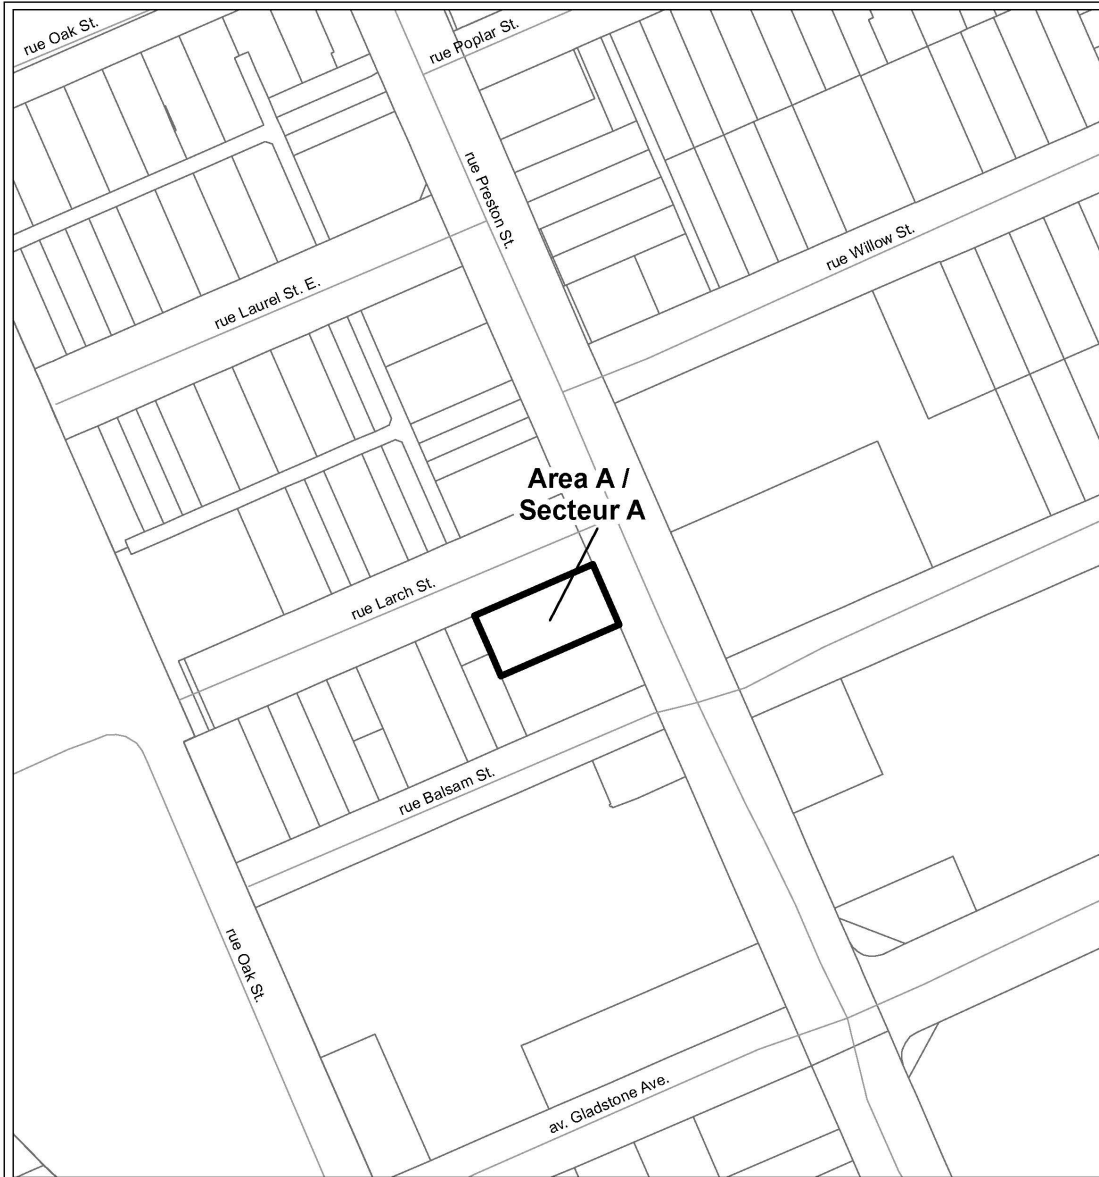 rue Oak St.
rue Poplar St.
rue Preston St.
rue Willow St.
rue Laurel St. E.
Area A /
Secteur A
rue Larch St.
rue Balsam St.
rue Oak St.
av. Gladstone Ave.